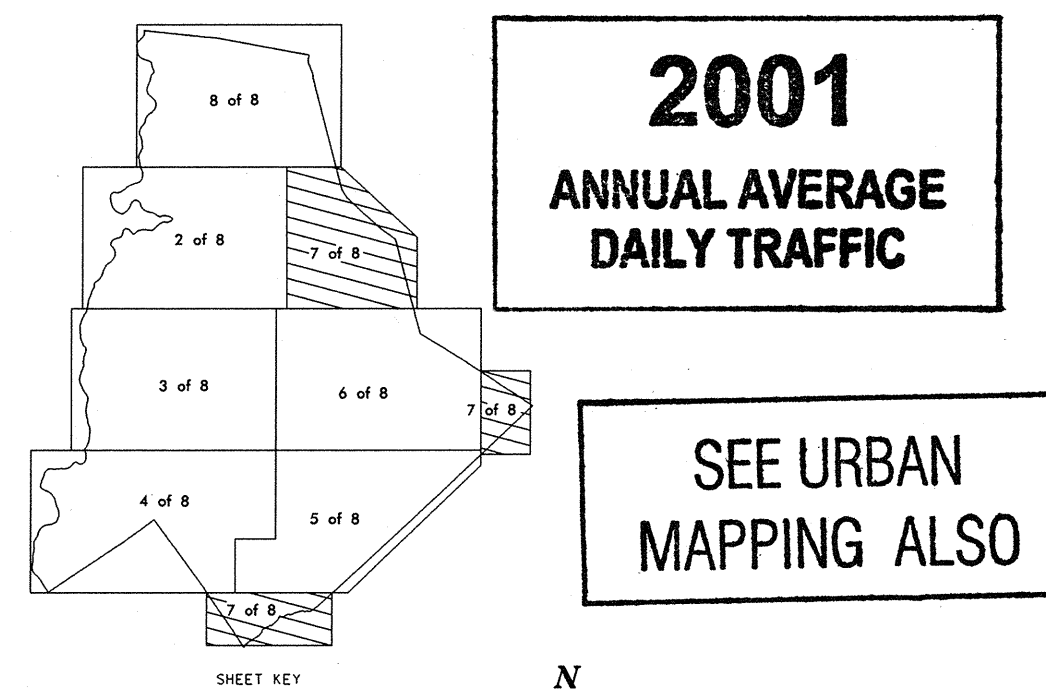 8 of 8
2 of 8
7 of 8
3 of 8
6 of 8
7 of 8
4 of 8
5 of 8
7 of 8
SHEET KEY
2001
ANNUAL AVERAGE
DAILY TRAFFIC
SEE URBAN
MAPPING ALSO
N